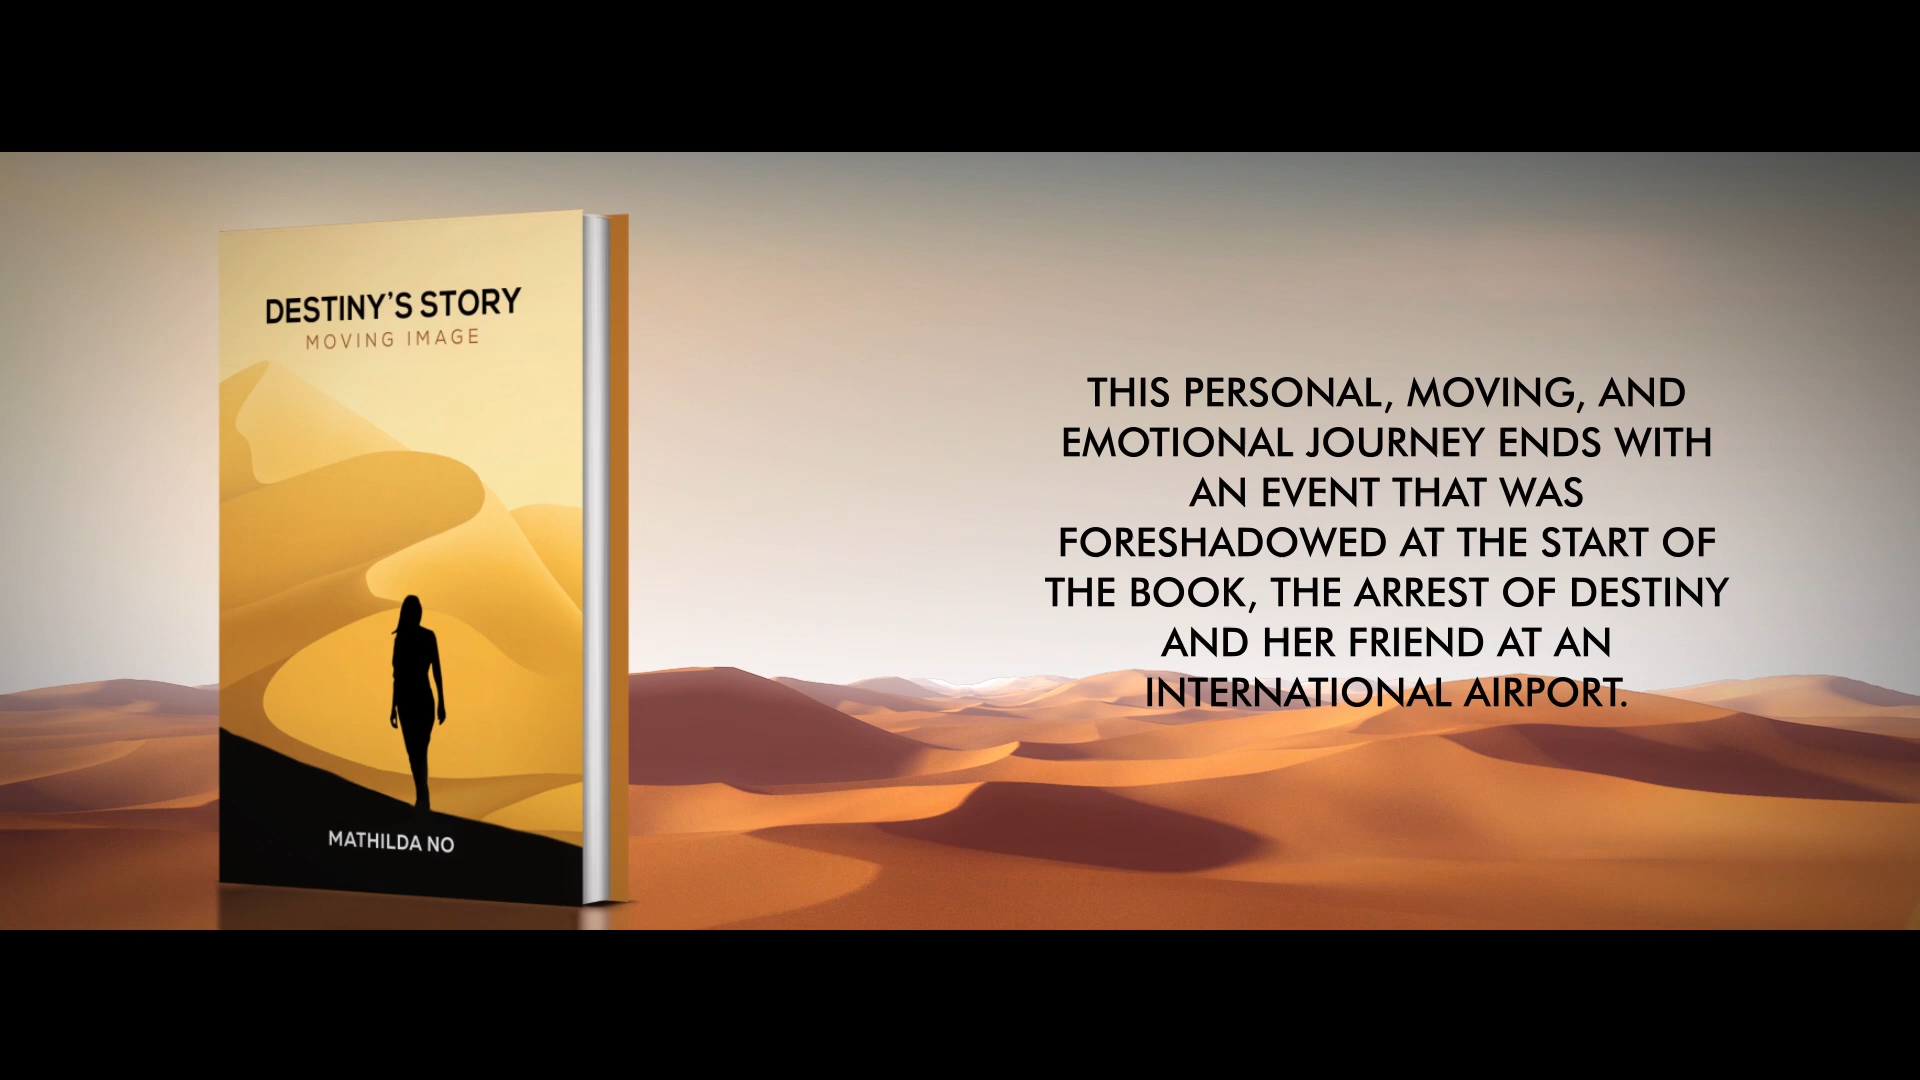 DESTINY'S STORY
MOVING IMAGE
MATHILDA NO
THIS PERSONAL, MOVING, AND
EMOTIONAL JOURNEY ENDS WITH
AN EVENT THAT WAS
FORESHADOWED AT THE START OF
THE BOOK, THE ARREST OF DESTINY
AND HER FRIEND AT AN
INTERNATIONAL AIRPORT.